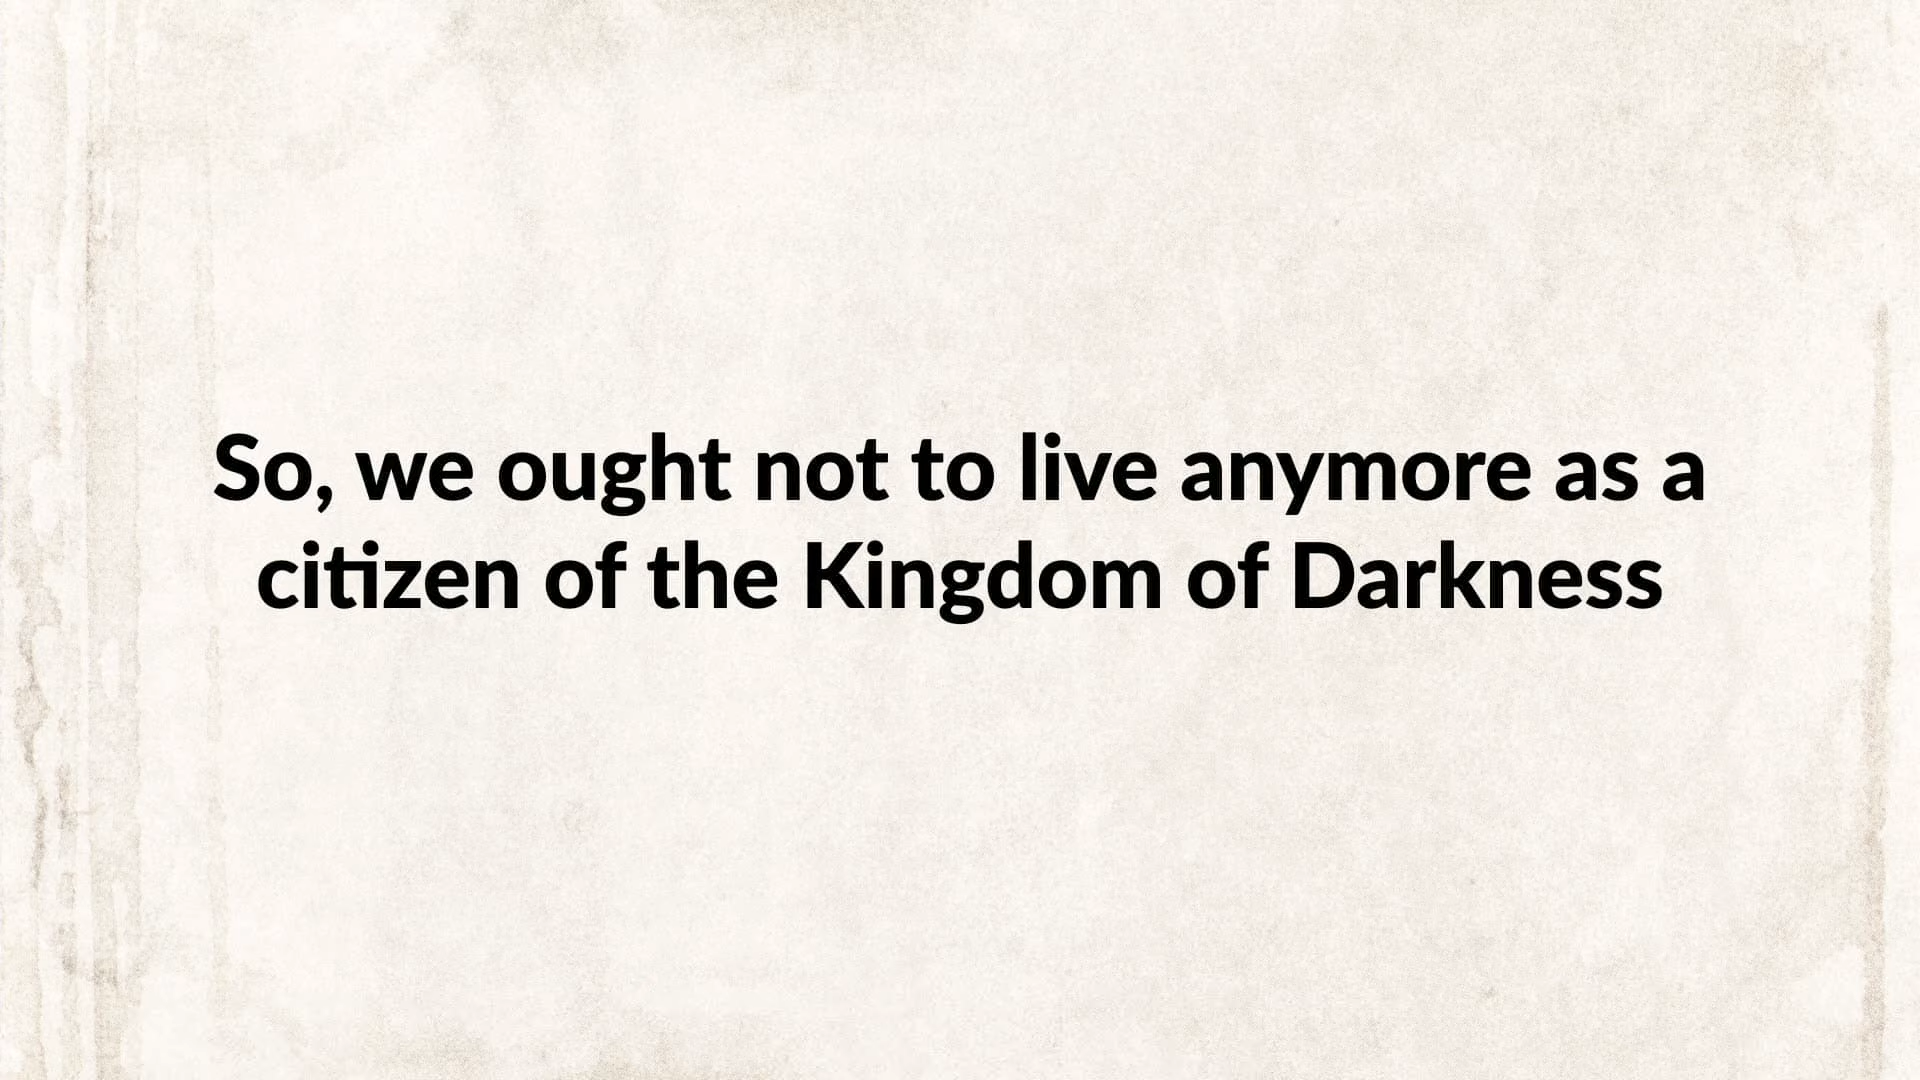 So, we ought not to live anymore as a
citizen of the Kingdom of Darkness